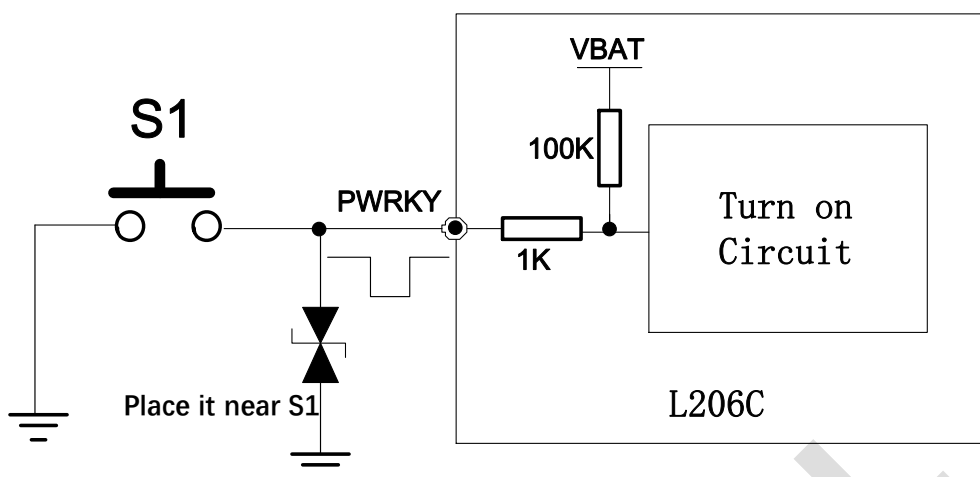 VBAT
S1
100K
PWRKY
1K
Turn on
Circuit
Place it near S1
L206C